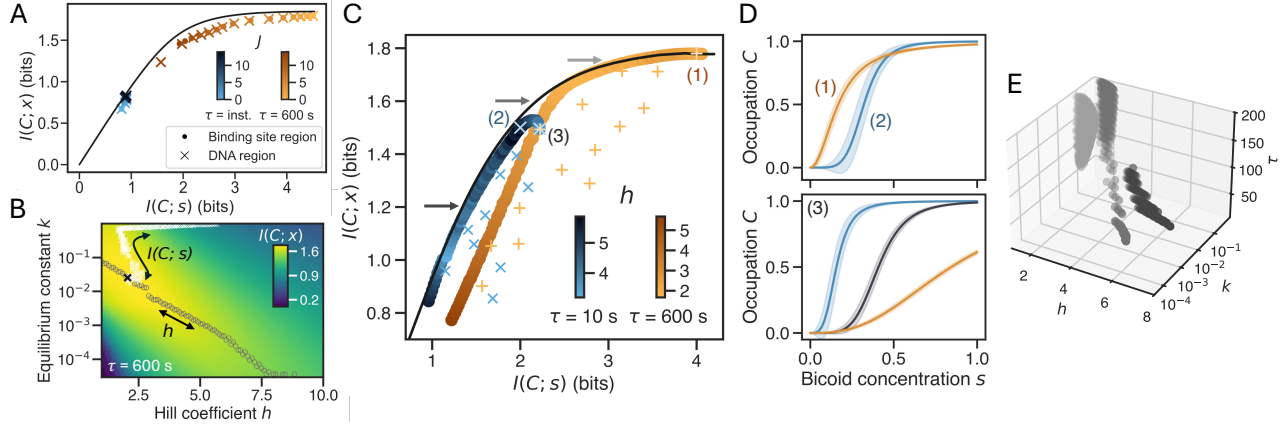 A
I(C; x) (bits)
1.5
1.0
0.5
0.0
J
10
5
0
10
5
0
τ = inst. τ = 600 s
Binding site region
DNA region
0 1 2 3 4
I(C; s) (bits)
B
Equilibrium constant k
10⁻¹
10⁻²
10⁻³
10⁻⁴
I(C; s)
h
I(C; x)
1.6
0.9
0.2
τ = 600 s
2.5 5.0 7.5 10.0
Hill coefficient h
C
I(C; x) (bits)
1.8
1.6
1.4
1.2
1.0
0.8
(1)
(2)
(3)
h
5
4
5
4
3
2
τ = 10 s τ = 600 s
1 2 3 4
I(C; s) (bits)
D
Occupation C
1.0
0.5
0.0
(1)
(2)
Occupation C
1.0
0.5
0.0
(3)
0.0 0.5 1.0
Bicoid concentration s
E
200
150
100
50
τ
10⁻¹
10⁻²
10⁻³
10⁻⁴
k
2 4 6 8
h